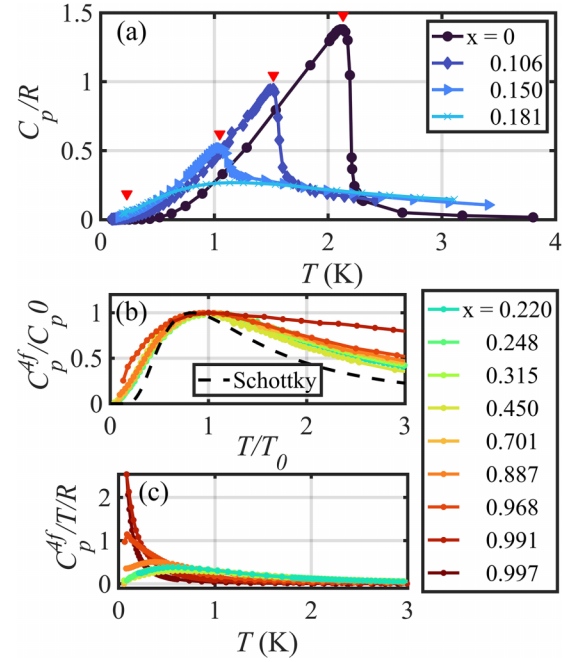 (a)
C_p/R
1.5
1
0.5
0
x = 0
0.106
0.150
0.181
0 1 2 3 4
T (K)
(b)
C_p^{4f}/C_p0
1
0.5
0
Schottky
0 1 2 3
T/T_0
(c)
C_p^{4f}/T/R
2
1
0
0 1 2 3
T (K)
x = 0.220
0.248
0.315
0.450
0.701
0.887
0.968
0.991
0.997